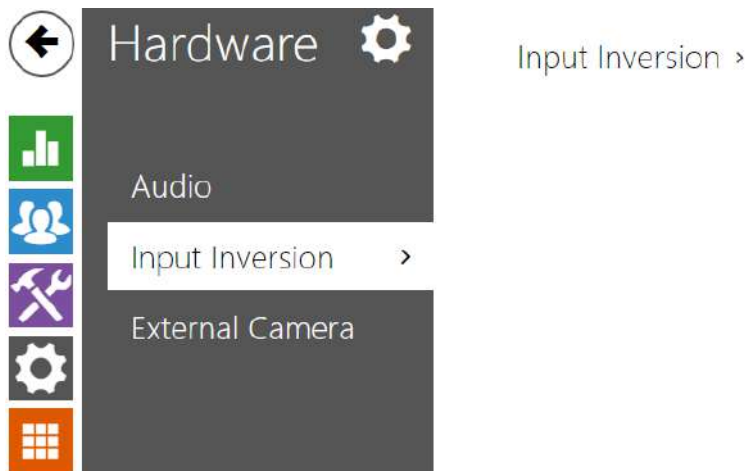 Hardware
Audio
Input Inversion >
External Camera
Input Inversion >